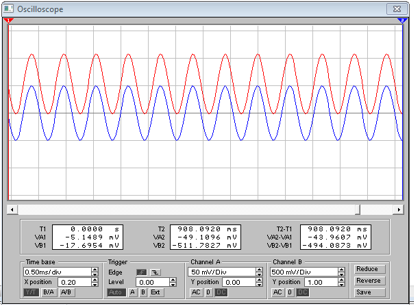 Oscilloscope
T1 0.0000 s T2 908.0920 ms T2-T1 908.0920 ms
VA1 -5.1489 mV VA2 -49.1096 mV VA2-VA1 -43.9607 mV
VB1 -17.6954 mV VB2 -511.7827 mV VB2-VB1 -494.0873 mV
Time base Trigger Channel A Channel B
0.50ms/div Edge 50 mV/Div 500 mV/Div Reduce
X position 0.20 Level 0.00 Y position 0.00 Y position 1.00 Reverse
Y/T B/A A/B Auto A B Ext AC 0 DC AC 0 DC Save